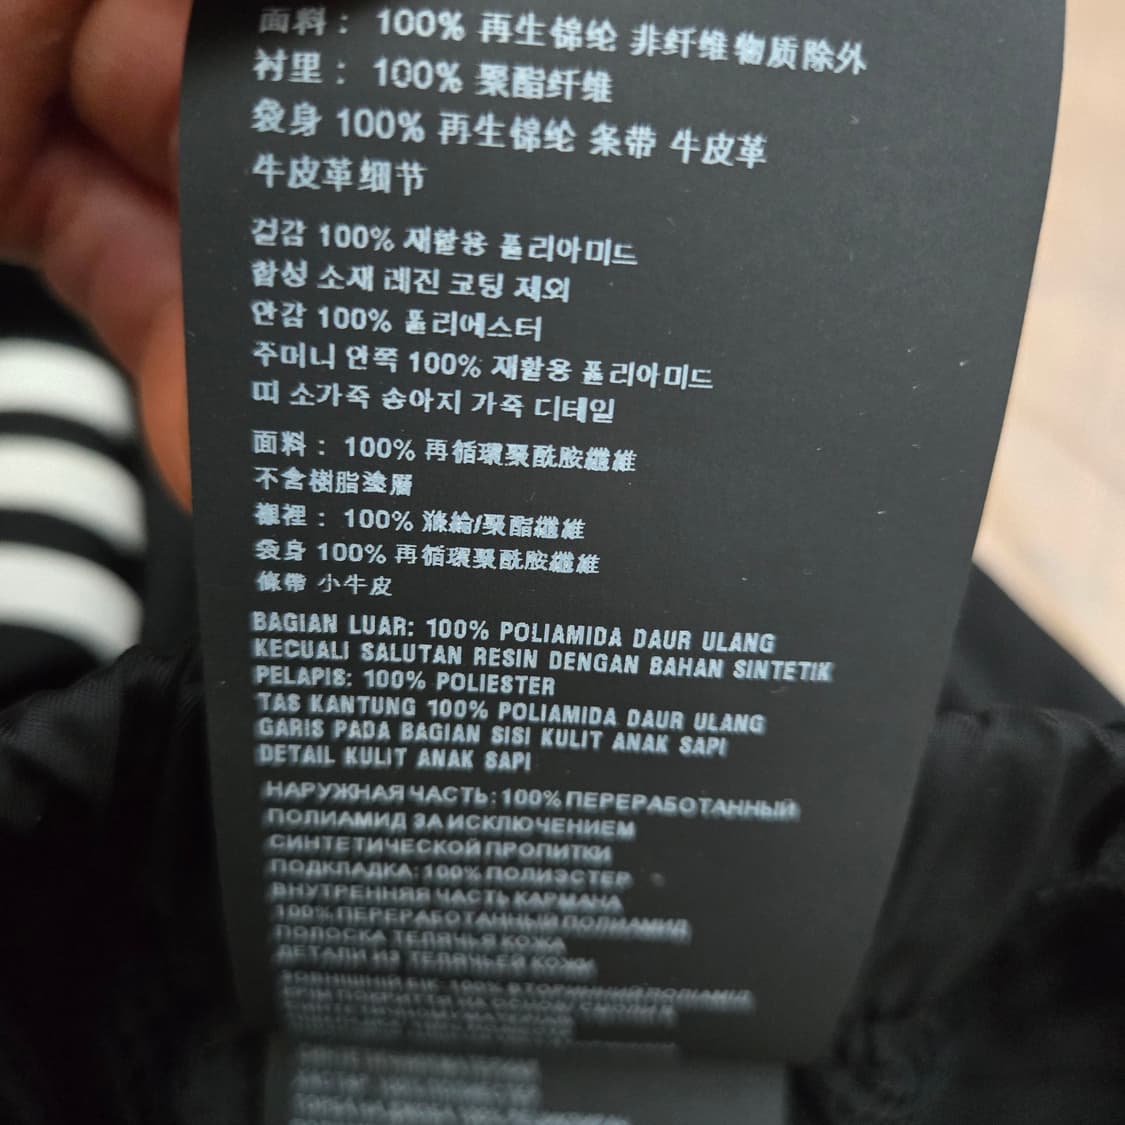 面料： 100% 再生锦纶 非纤维物质除外
衬里： 100% 聚酯纤维
袋身 100% 再生锦纶 条带 牛皮革
牛皮革细节
겉감 100% 재활용 폴리아미드
합성 소재 레진 코팅 제외
안감 100% 폴리에스터
주머니 안쪽 100% 재활용 폴리아미드
띠 소가죽 송아지 가죽 디테일
面料： 100% 再循環聚酰胺纖維
不含樹脂塗層
襯裡： 100% 滌綸/聚酯纖維
袋身 100% 再循環聚酰胺纖維
條帶 小牛皮
BAGIAN LUAR: 100% POLIAMIDA DAUR ULANG
KECUALI SALUTAN RESIN DENGAN BAHAN SINTETIK
PELAPIS: 100% POLIESTER
TAS KANTUNG 100% POLIAMIDA DAUR ULANG
GARIS PADA BAGIAN SISI KULIT ANAK SAPI
DETAIL KULIT ANAK SAPI
НАРУЖНАЯ ЧАСТЬ: 100% ПЕРЕРАБОТАННЫЙ
ПОЛИАМИД ЗА ИСКЛЮЧЕНИЕМ
СИНТЕТИЧЕСКОЙ ПРОПИТКИ
ПОДКЛАДКА: 100% ПОЛИЭСТЕР
ВНУТРЕННЯЯ ЧАСТЬ КАРМАНА
100% ПЕРЕРАБОТАННЫЙ ПОЛИАМИД
ПОЛОСКА ТЕЛЯЧЬЯ КОЖА
ДЕТАЛИ ИЗ ТЕЛЯЧЬЕЙ КОЖИ